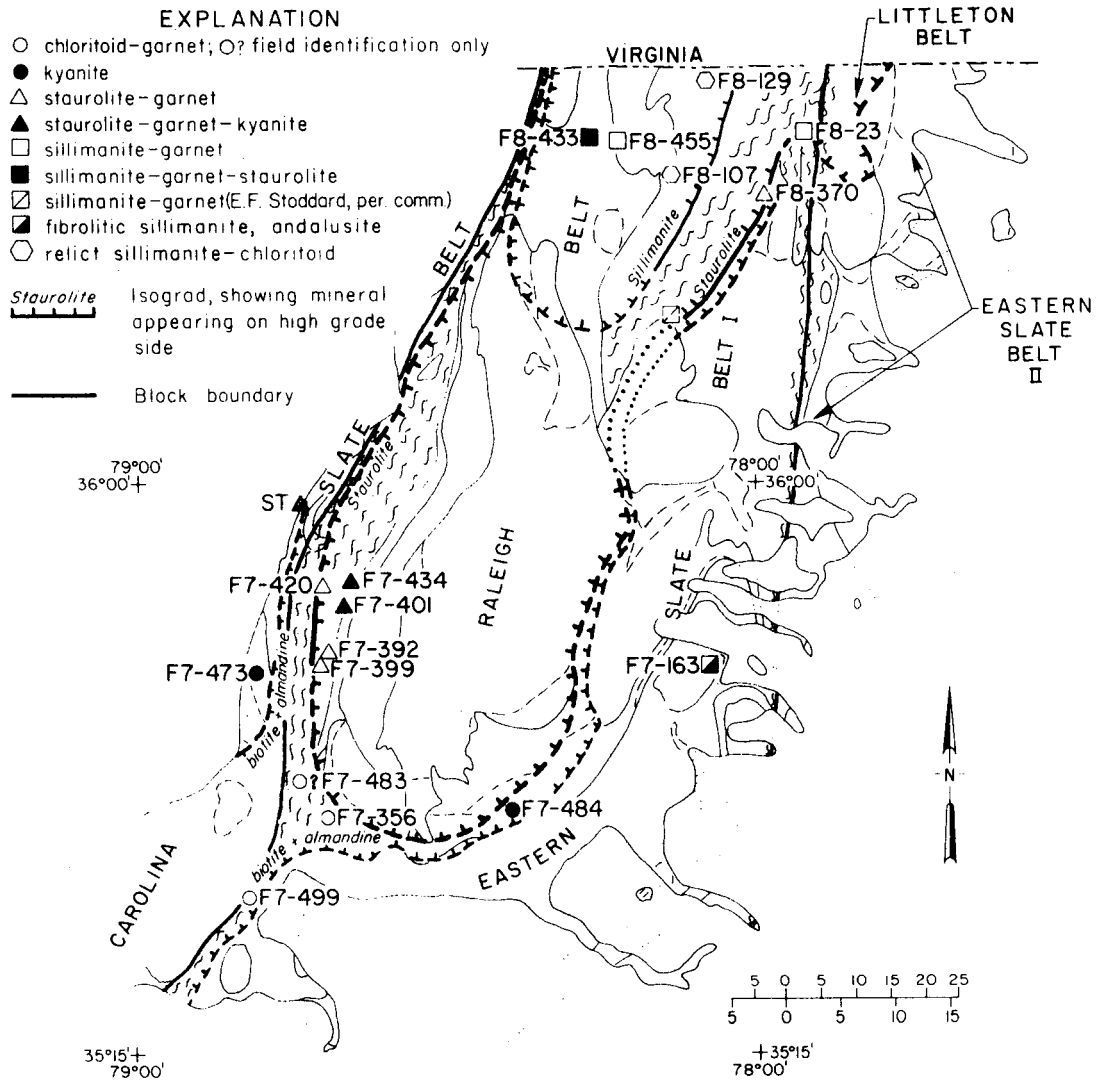 EXPLANATION
chloritoid-garnet; O? field identification only
kyanite
staurolite-garnet
staurolite-garnet-kyanite
sillimanite-garnet
sillimanite-garnet-staurolite
sillimanite-garnet(E.F. Stoddard, per. comm.)
fibrolitic sillimanite, andalusite
relict sillimanite-chloritoid
Staurolite
Isograd, showing mineral
appearing on high grade
side
Block boundary
LITTLETON
BELT
VIRGINIA
F8-129
F8-433
F8-455
F8-23
F8-107
F8-370
BELT
BELT
Sillimanite
Staurolite
BELT I
EASTERN
SLATE
BELT
II
SLATE
Staurolite
79°00'
36°00'+
78°00'
+36°00'
ST
F7-420
F7-434
F7-401
RALEIGH
SLATE
F7-392
F7-399
F7-473
F7-163
biotite + almandine
N
?
F7-483
F7-356
F7-484
biotite + almandine
EASTERN
CAROLINA
F7-499
5 0 5 10 15 20 25
5 0 5 10 15
35°15'+
79°00'
+35°15'
78°00'